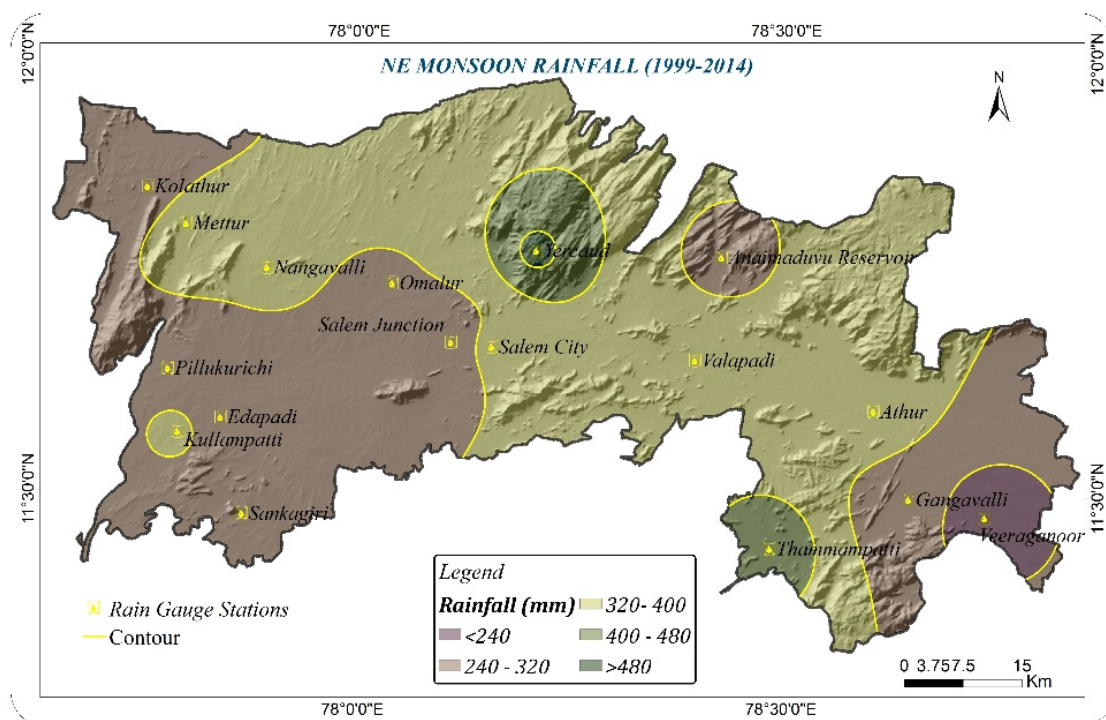 78°0'0"E 78°30'0"E
12°0'0"N 12°0'0"N
NE MONSOON RAINFALL (1999-2014)
N
Kolathur
Mettur
Nangavalli
Omalur
Yercaud
Anaimaduvu Reservoir
Salem Junction
Salem City
Valapadi
Pillukurichi
Edapadi
Kullampatti
Athur
Sankagiri
Gangavalli
Veeraganoor
Thammampatti
11°30'0"N 11°30'0"N
Rain Gauge Stations
Contour
Legend
Rainfall (mm)
<240
240 - 320
320- 400
400 - 480
>480
0 3.757.5 15
Km
78°0'0"E 78°30'0"E